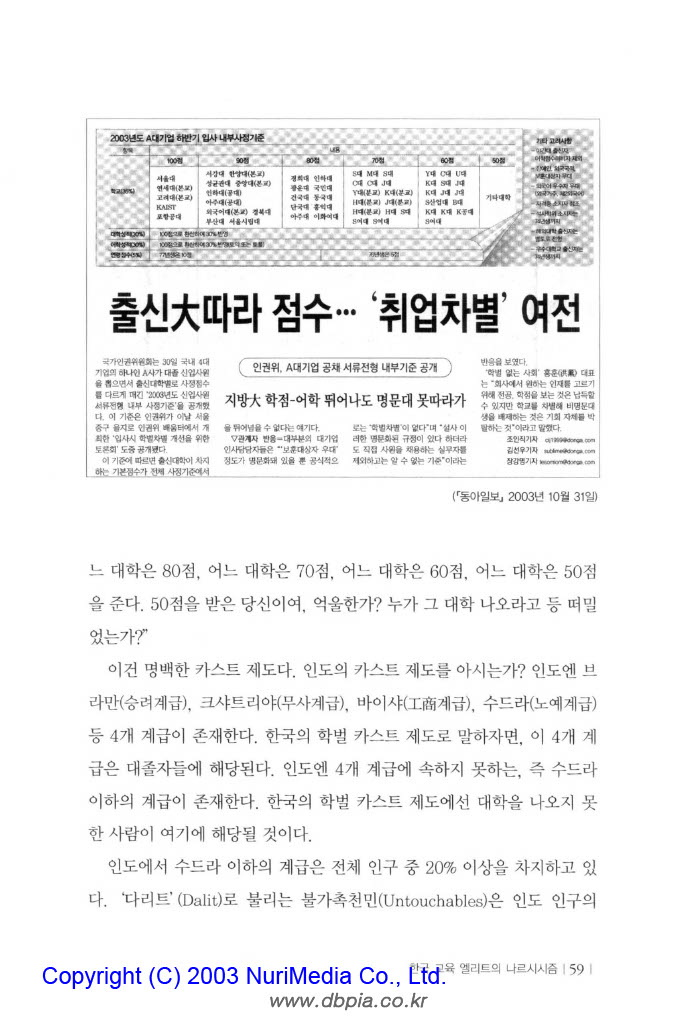 2003년도 A대기업 하반기 입사 내부사정기준
항목 내용
100점 90점 80점 70점 60점 50점
학교(35%)
서울대
연세대(본교)
고려대(본교)
KAIST
포항공대
서강대 한양대(본교)
성균관대 중앙대(본교)
인하대(공대)
아주대(공대)
외국어대(본교) 경북대
부산대 서울시립대
경희대 인하대
광운대 국민대
건국대 동국대
단국대 홍익대
아주대 이화여대
S대 M대 S대
C대 C대 J대
Y대(분교) K대(분교)
H대(분교) J대(분교)
H대(분교) H대 S대
S여대 S여대
Y대 C대 U대
K대 S대 J대
K대 J대 J대
S산업대 B대
K대 K대 K공대
S여대
기타대학
대학성적(30%) 100점으로 환산하여 30% 반영
어학성적(30%) 100점으로 환산하여 30% 반영(토익 또는 토플)
연령점수(5%) 77년생은 10점
기타 고려사항
출신大따라 점수… ‘취업차별’ 여전
인권위, A대기업 공채 서류전형 내부기준 공개
지방大 학점-어학 뛰어나도 명문대 못따라가
국가인권위원회는 30일 국내 4대
기업의 하나인 A사가 대졸 신입사원
을 뽑으면서 출신대학별로 사정점수
를 다르게 매긴 ‘2003년도 신입사원
서류전형 내부 사정기준’을 공개했
다. 이 기준은 인권위가 이날 서울
중구 을지로 인권위 배움터에서 개
최한 ‘입사시 학벌차별 개선을 위한
토론회’ 도중 공개됐다.
이 기준에 따르면 출신대학이 차지
하는 기본점수가 전체 사정기준에서
을 뛰어넘을 수 없다는 얘기다.
▽관계자 반응=대부분의 대기업
인사담당자들은 “‘보훈대상자 우대’
정도가 명문화돼 있을 뿐 공식적으
로는 ‘학벌차별’이 없다”며 “설사 이
러한 명문화된 규정이 있다 하더라
도 직접 사원을 채용하는 실무자를
제외하고는 알 수 없는 기준”이라는
반응을 보였다.
‘학벌 없는 사회’ 홍훈(洪薰) 대표
는 “회사에서 원하는 인재를 고르기
위해 전공, 학점을 보는 것은 납득할
수 있지만 학교를 차별해 비명문대
생을 배제하는 것은 기회 자체를 박
탈하는 것”이라고 말했다.
조인직기자 cij1999@donga.com
김선우기자 sublime@donga.com
장강명기자 tesomiom@donga.com
(『동아일보』 2003년 10월 31일)
느 대학은 80점, 어느 대학은 70점, 어느 대학은 60점, 어느 대학은 50점
을 준다. 50점을 받은 당신이여, 억울한가? 누가 그 대학 나오라고 등 떠밀
었는가?”
이건 명백한 카스트 제도다. 인도의 카스트 제도를 아시는가? 인도엔 브
라만(승려계급), 크샤트리아(무사계급), 바이샤(工商계급), 수드라(노예계급)
등 4개 계급이 존재한다. 한국의 학벌 카스트 제도로 말하자면, 이 4개 계
급은 대졸자들에 해당된다. 인도엔 4개 계급에 속하지 못하는, 즉 수드라
이하의 계급이 존재한다. 한국의 학벌 카스트 제도에선 대학을 나오지 못
한 사람이 여기에 해당될 것이다.
인도에서 수드라 이하의 계급은 전체 인구 중 20% 이상을 차지하고 있
다. ‘다리트’(Dalit)로 불리는 불가촉천민(Untouchables)은 인도 인구의
한국 교육 엘리트의 나르시시즘 | 59 |
Copyright (C) 2003 NuriMedia Co., Ltd.
www.dbpia.co.kr